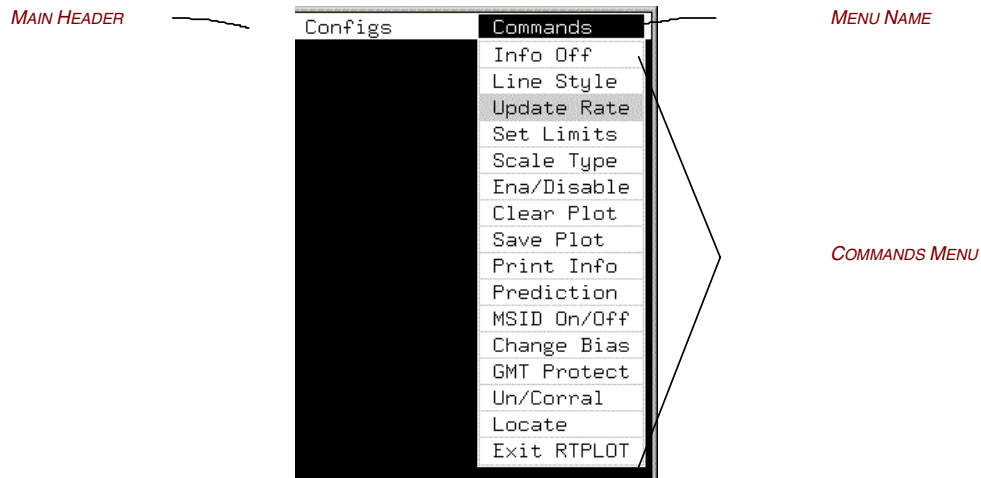 MAIN HEADER
Configs
Commands
MENU NAME
Info Off
Line Style
Update Rate
Set Limits
Scale Type
Ena/Disable
Clear Plot
Save Plot
Print Info
Prediction
MSID On/Off
Change Bias
GMT Protect
Un/Corral
Locate
Exit RTPLOT
COMMANDS MENU